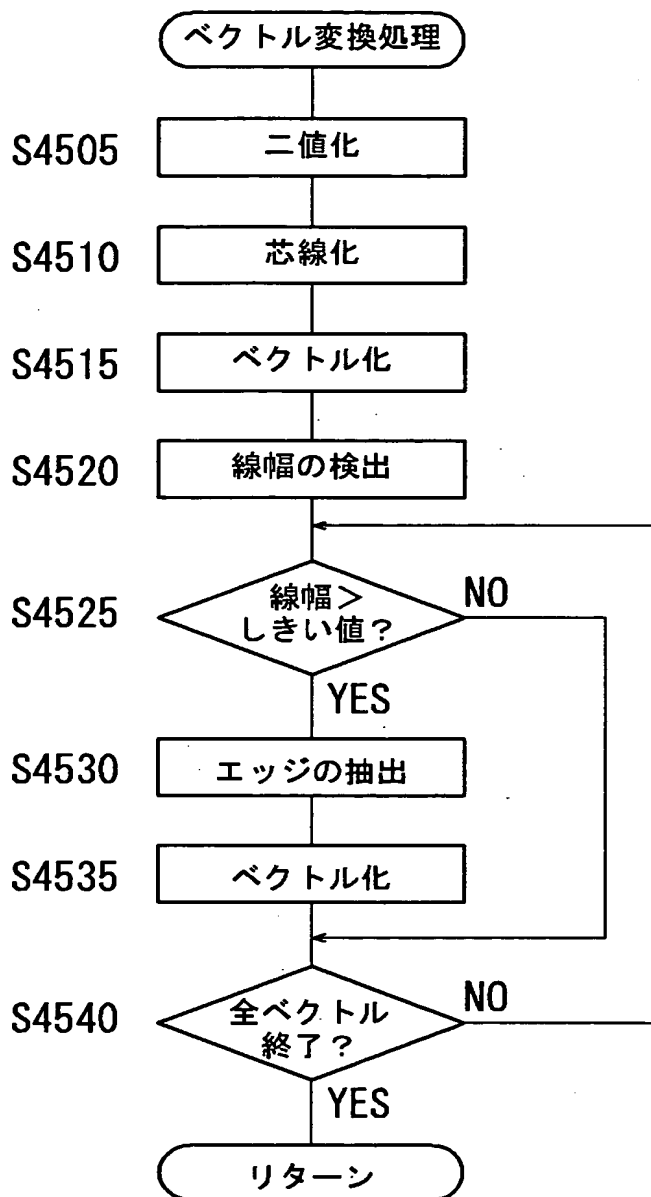 ベクトル変換処理
S4505
二値化
S4510
芯線化
S4515
ベクトル化
S4520
線幅の検出
S4525
線幅＞
しきい値？
NO
YES
S4530
エッジの抽出
S4535
ベクトル化
S4540
全ベクトル
終了？
NO
YES
リターン